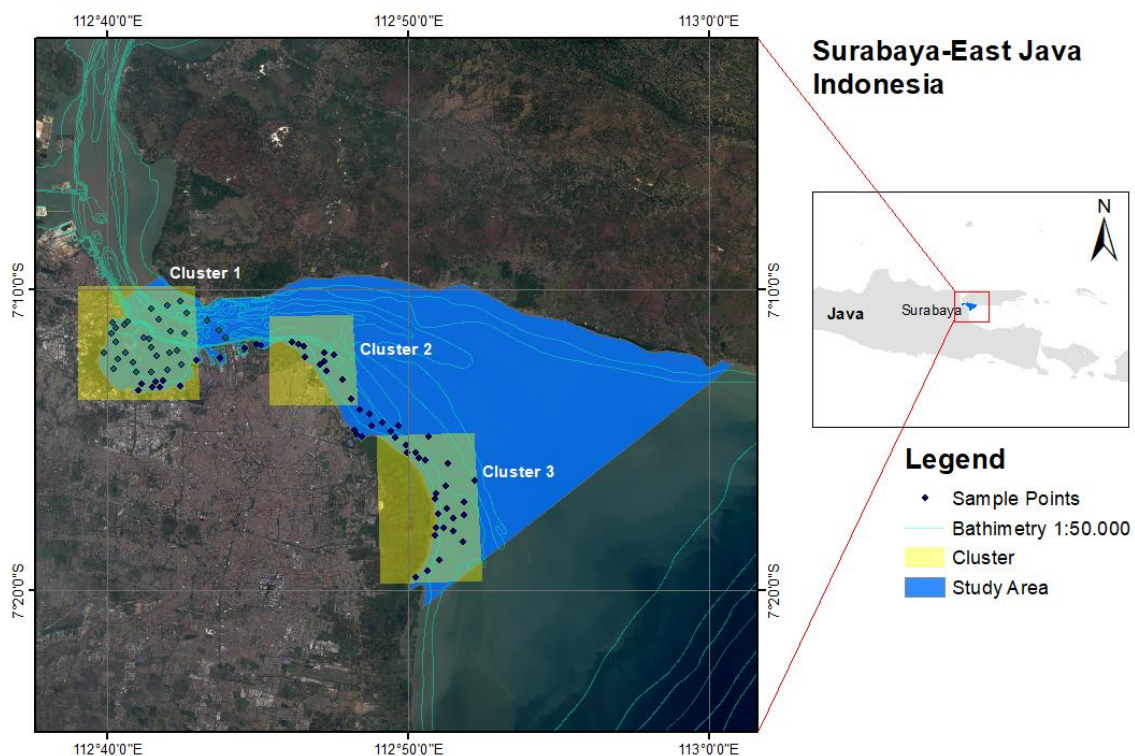 112°40'0"E
112°50'0"E
113°0'0"E
Surabaya-East Java
Indonesia
7°10'0"S
7°10'0"S
Cluster 1
Cluster 2
Cluster 3
7°20'0"S
7°20'0"S
N
Java
Surabaya
Legend
Sample Points
Bathimetry 1:50.000
Cluster
Study Area
112°40'0"E
112°50'0"E
113°0'0"E